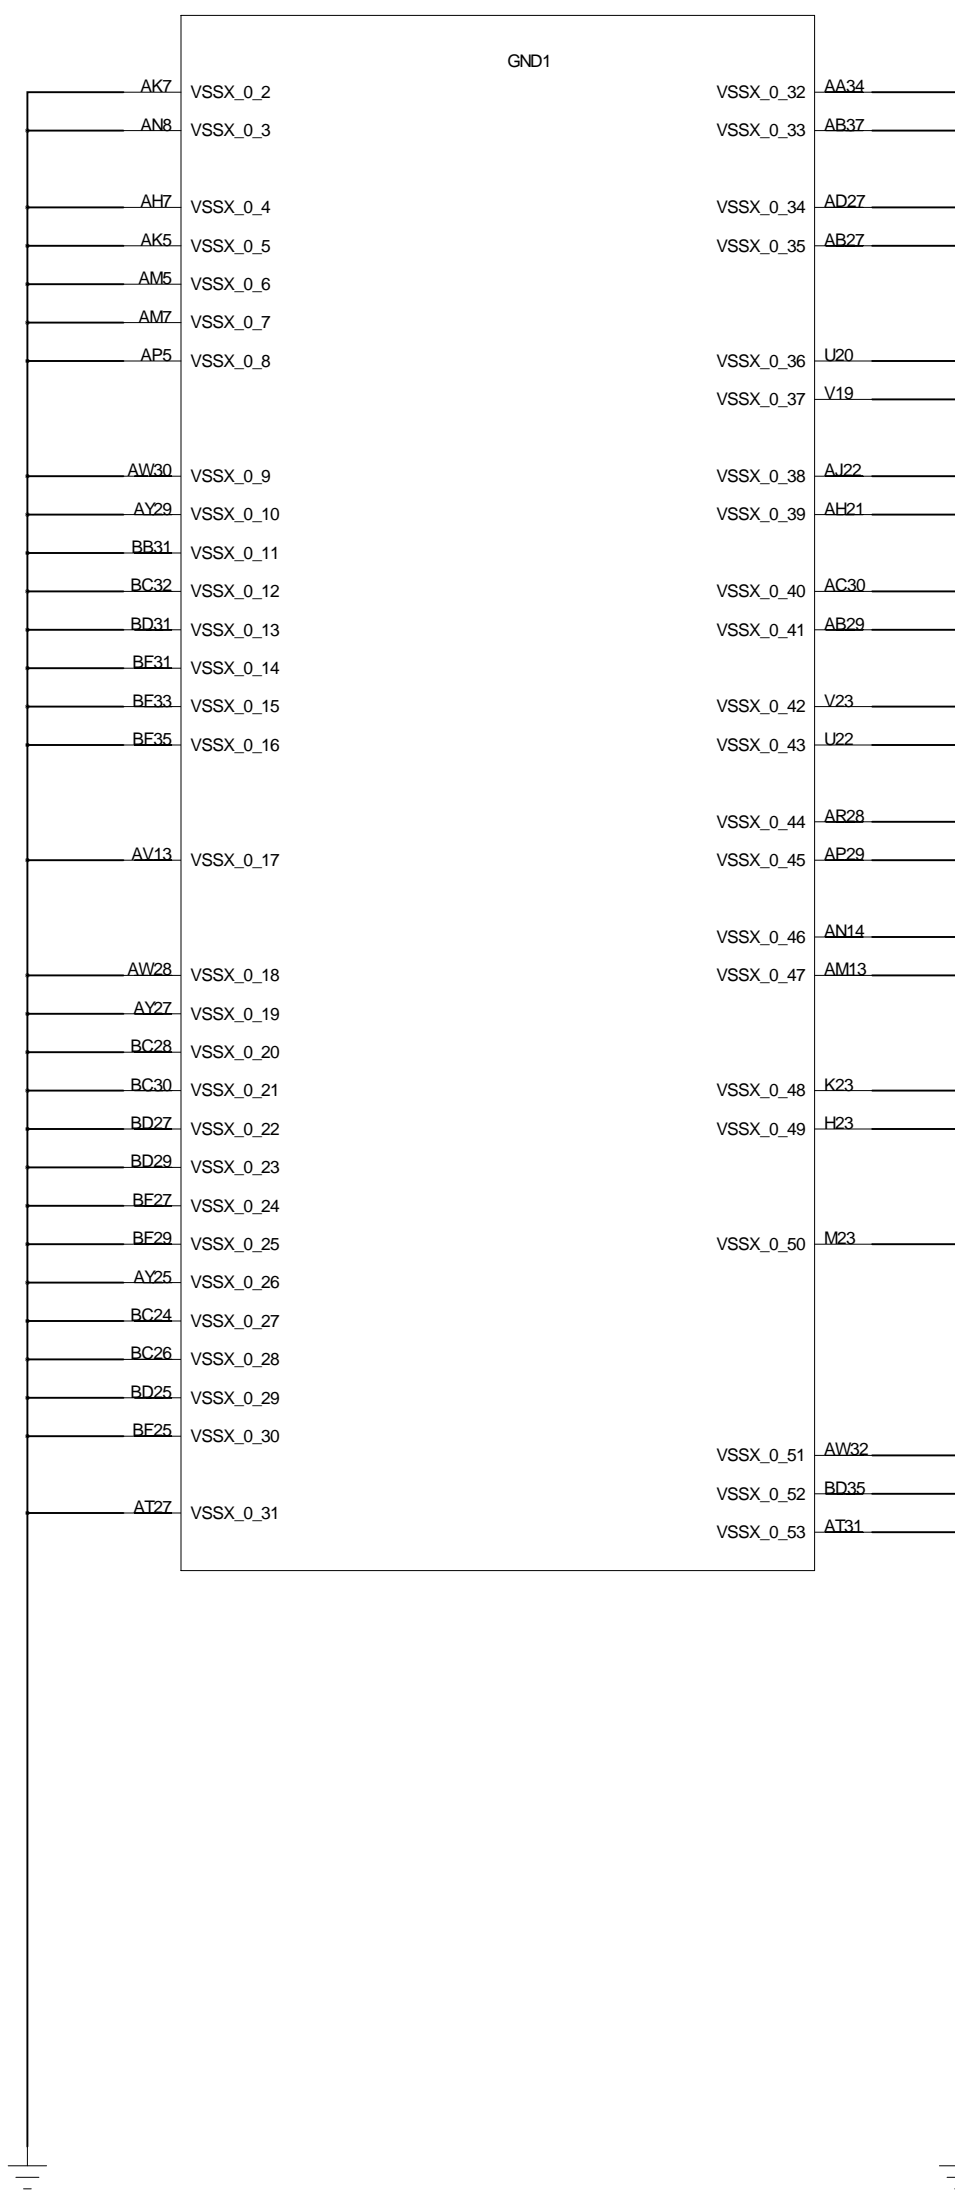 GND1
AK7 VSSX_0_2 VSSX_0_32 AA34
AN8 VSSX_0_3 VSSX_0_33 AB37
AH7 VSSX_0_4 VSSX_0_34 AD27
AK5 VSSX_0_5 VSSX_0_35 AB27
AM5 VSSX_0_6
AM7 VSSX_0_7
AP5 VSSX_0_8 VSSX_0_36 U20
VSSX_0_37 V19
AW30 VSSX_0_9 VSSX_0_38 AJ22
AY29 VSSX_0_10 VSSX_0_39 AH21
BB31 VSSX_0_11
BC32 VSSX_0_12 VSSX_0_40 AC30
BD31 VSSX_0_13 VSSX_0_41 AB29
BF31 VSSX_0_14
BF33 VSSX_0_15 VSSX_0_42 V23
BF35 VSSX_0_16 VSSX_0_43 U22
VSSX_0_44 AR28
AV13 VSSX_0_17 VSSX_0_45 AP29
VSSX_0_46 AN14
AW28 VSSX_0_18 VSSX_0_47 AM13
AY27 VSSX_0_19
BC28 VSSX_0_20
BC30 VSSX_0_21 VSSX_0_48 K23
BD27 VSSX_0_22 VSSX_0_49 H23
BD29 VSSX_0_23
BF27 VSSX_0_24
BF29 VSSX_0_25 VSSX_0_50 M23
AY25 VSSX_0_26
BC24 VSSX_0_27
BC26 VSSX_0_28
BD25 VSSX_0_29
BF25 VSSX_0_30
VSSX_0_51 AW32
VSSX_0_52 BD35
AT27 VSSX_0_31
VSSX_0_53 AT31